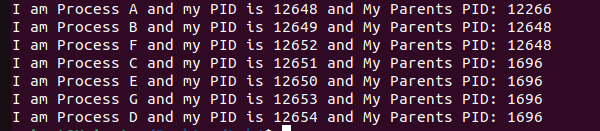 I am Process A and my PID is 12648 and My Parents PID: 12266
I am Process B and my PID is 12649 and My Parents PID: 12648
I am Process F and my PID is 12652 and My Parents PID: 12648
I am Process C and my PID is 12651 and My Parents PID: 1696
I am Process E and my PID is 12650 and My Parents PID: 1696
I am Process G and my PID is 12653 and My Parents PID: 1696
I am Process D and my PID is 12654 and My Parents PID: 1696